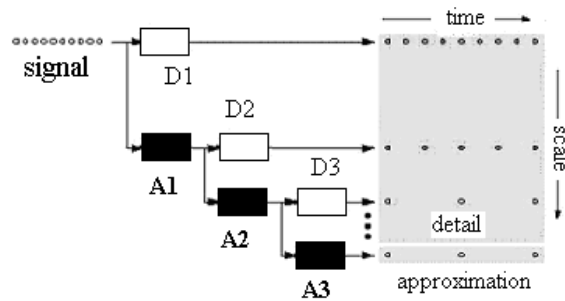 time
signal
D1
scale
D2
A1
D3
A2
detail
A3
approximation